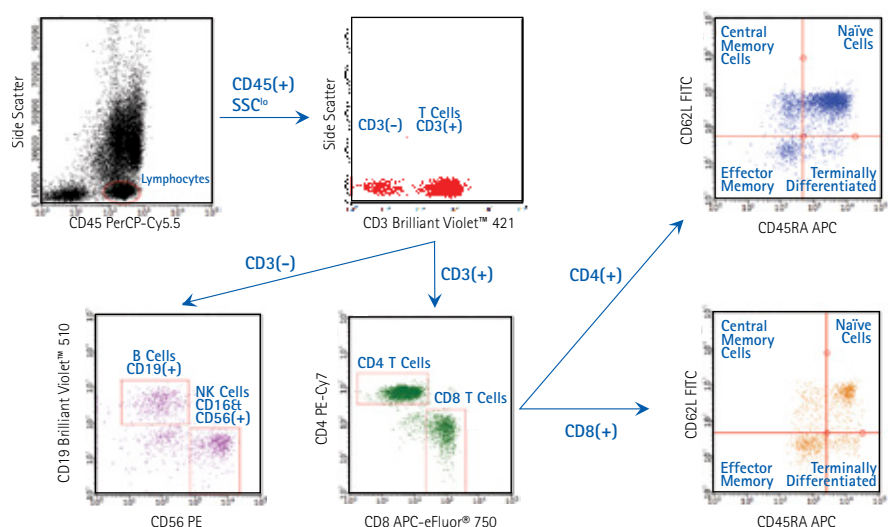 Side Scatter
CD45 PerCP-Cy5.5
Lymphocytes
CD45(+)
SSCˡᵒ
Side Scatter
CD3(-)
T Cells
CD3(+)
CD3 Brilliant Violet™ 421
Central
Memory
Cells
Naïve
Cells
CD62L FITC
Effector
Memory
Terminally
Differentiated
CD45RA APC
CD3(-)
CD3(+)
CD4(+)
CD8(+)
CD19 Brilliant Violet™ 510
B Cells
CD19(+)
NK Cells
CD16&
CD56(+)
CD56 PE
CD4 PE-Cy7
CD4 T Cells
CD8 T Cells
CD8 APC-eFluor® 750
Central
Memory
Cells
Naïve
Cells
CD62L FITC
Effector
Memory
Terminally
Differentiated
CD45RA APC